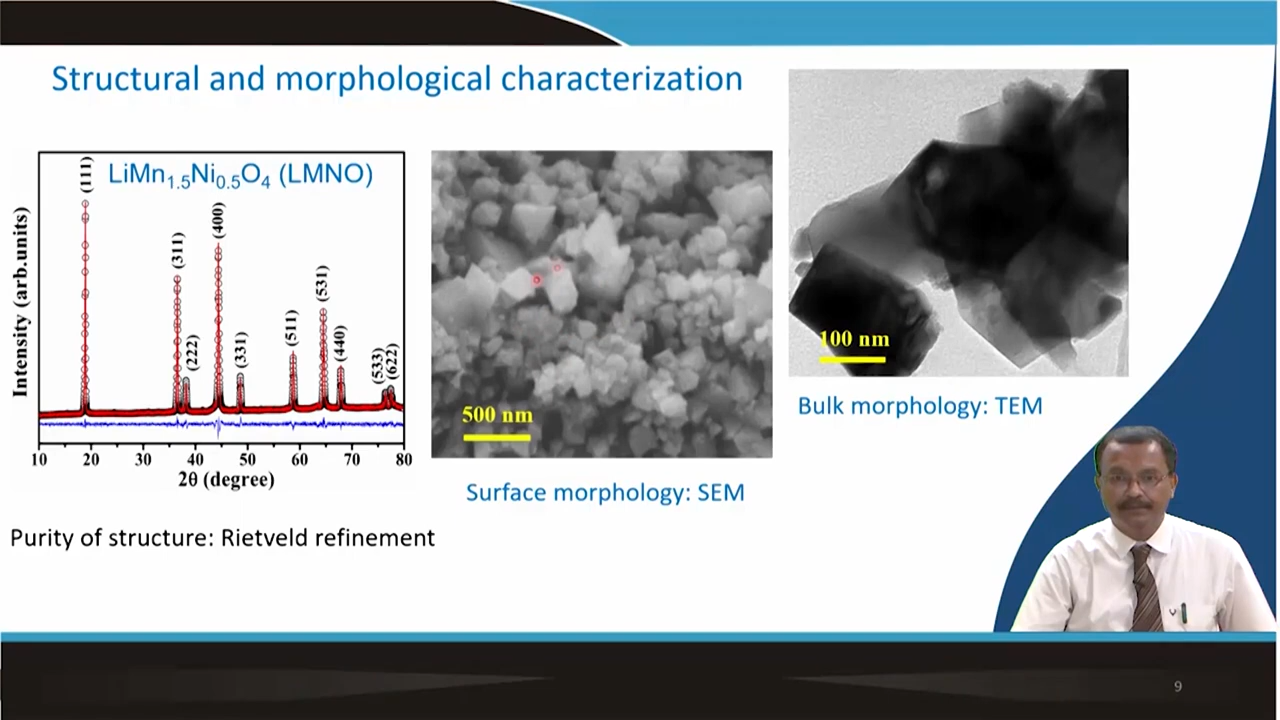 Structural and morphological characterization
LiMn1.5Ni0.5O4 (LMNO)
Intensity (arb.units)
(111)
(311)
(222)
(400)
(331)
(511)
(531)
(440)
(533)
(622)
10 20 30 40 50 60 70 80
2θ (degree)
Purity of structure: Rietveld refinement
500 nm
Surface morphology: SEM
100 nm
Bulk morphology: TEM
9